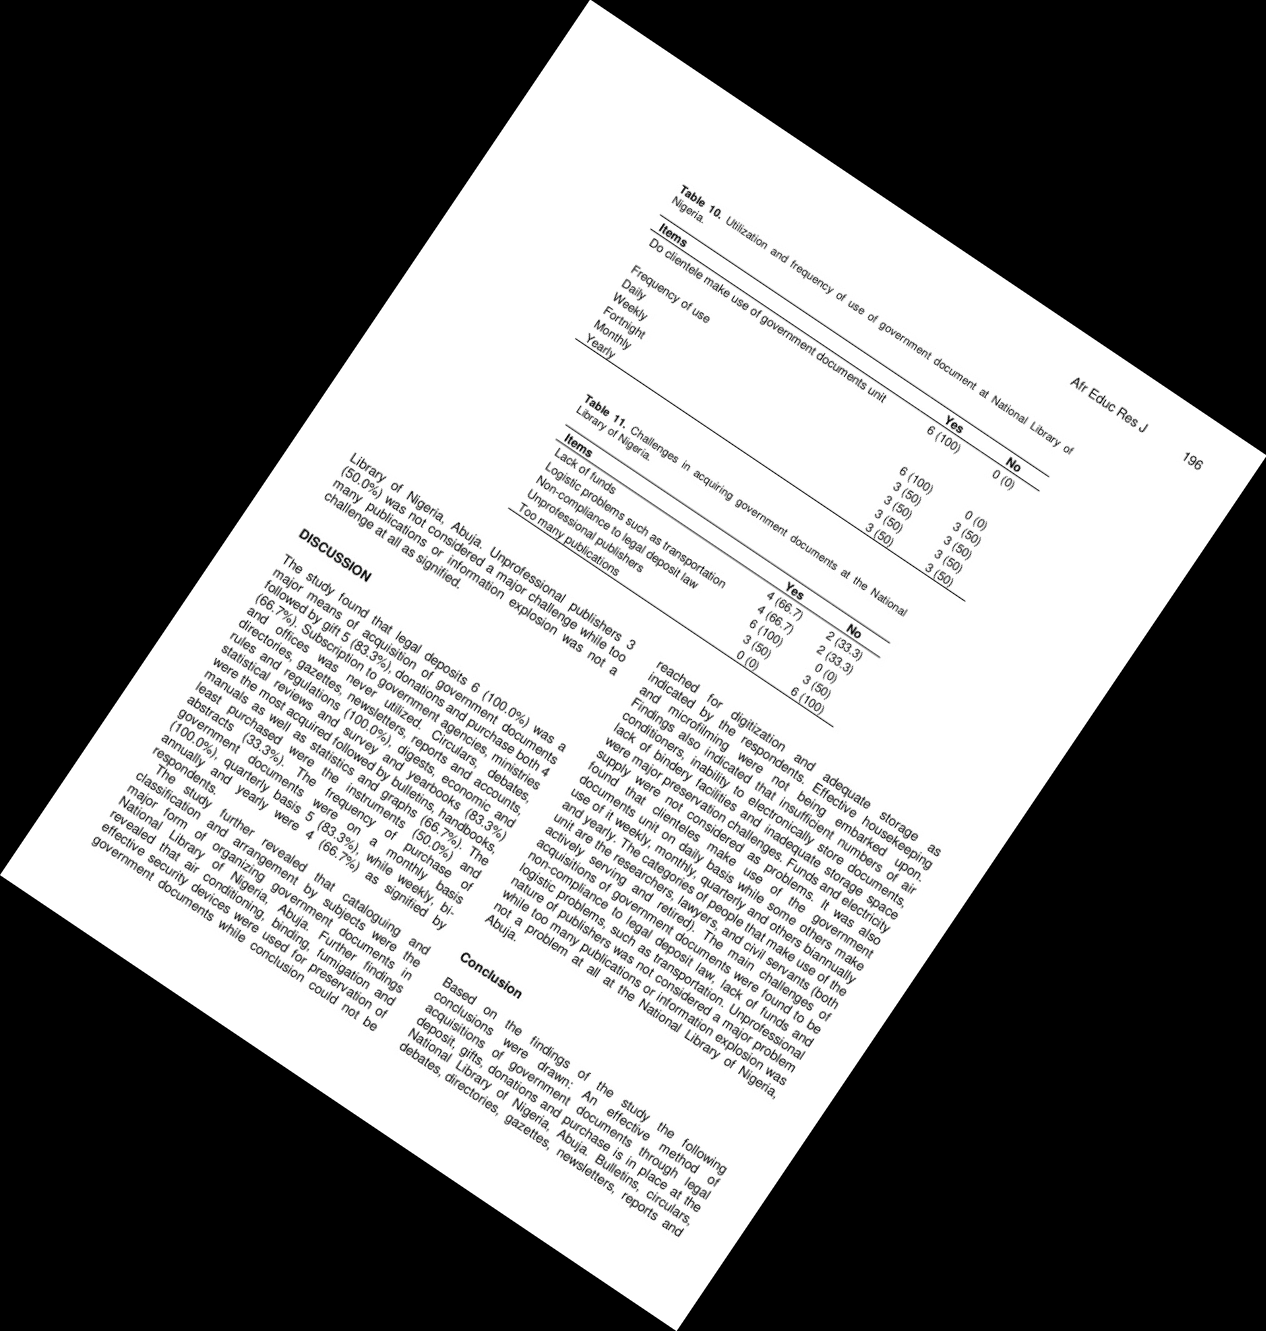 Afr Educ Res J 196
Table 10. Utilization and frequency of use of government document at National Library of
Nigeria.
Items Yes No
Do clientele make use of government documents unit 6 (100) 0 (0)
Frequency of use
Daily 6 (100) 0 (0)
Weekly 3 (50) 3 (50)
Fortnight 3 (50) 3 (50)
Monthly 3 (50) 3 (50)
Yearly 3 (50) 3 (50)
Table 11. Challenges in acquiring government documents at the National
Library of Nigeria.
Items Yes No
Lack of funds 4 (66.7) 2 (33.3)
Logistic problems such as transportation 4 (66.7) 2 (33.3)
Non-compliance to legal deposit law 6 (100) 0 (0)
Unprofessional publishers 3 (50) 3 (50)
Too many publications 0 (0) 6 (100)
Library of Nigeria, Abuja. Unprofessional publishers 3
(50.0%) was not considered a major challenge while too
many publications or information explosion was not a
challenge at all as signified.
DISCUSSION
The study found that legal deposits 6 (100.0%) was a
major means of acquisition of government documents
followed by gift 5 (83.3%), donations and purchase both 4
(66.7%). Subscription to government agencies, ministries
and offices was never utilized. Circulars, debates,
directories, gazettes, newsletters, reports and accounts,
rules and regulations (100.0%), digests, economic and
statistical reviews and survey and yearbooks (83.3%)
were the most acquired followed by bulletins, handbooks,
manuals as well as statistics and graphs (66.7%). The
least purchased were the instruments (50.0%) and
abstracts (33.3%). The frequency of purchase of
government documents were on a monthly basis
(100.0%), quarterly basis 5 (83.3%), while weekly, bi-
annually and yearly were 4 (66.7%) as signified by
respondents.
The study further revealed that cataloguing and
classification and arrangement by subjects were the
major form of organizing government documents in
National Library of Nigeria, Abuja. Further findings
revealed that air conditioning, binding, fumigation and
effective security devices were used for preservation of
government documents while conclusion could not be
reached for digitization and adequate storage as
indicated by the respondents. Effective housekeeping
and microfilming were not being embarked upon.
Findings also indicated that insufficient numbers of air
conditioners, inability to electronically store documents,
lack of bindery facilities and inadequate storage space
were major preservation challenges. Funds and electricity
supply were not considered as problems. It was also
found that clienteles make use of the government
documents unit on daily basis while some others make
use of it weekly, monthly, quarterly and others biannually
and yearly. The categories of people that make use of the
unit are the researchers, lawyers, and civil servants (both
actively serving and retired). The main challenges of
acquisitions of government documents were found to be
non-compliance to legal deposit law, lack of funds and
logistic problems, such as transportation. Unprofessional
nature of publishers was not considered a major problem
while too many publications or information explosion was
not a problem at all at the National Library of Nigeria,
Abuja.
Conclusion
Based on the findings of the study the following
conclusions were drawn: An effective method of
acquisitions of government documents through legal
deposit, gifts, donations and purchase is in place at the
National Library of Nigeria, Abuja. Bulletins, circulars,
debates, directories, gazettes, newsletters, reports and